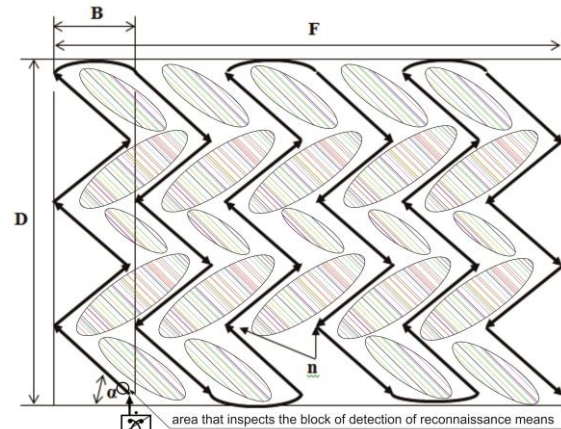 B
F
D
n
α
area that inspects the block of detection of reconnaissance means